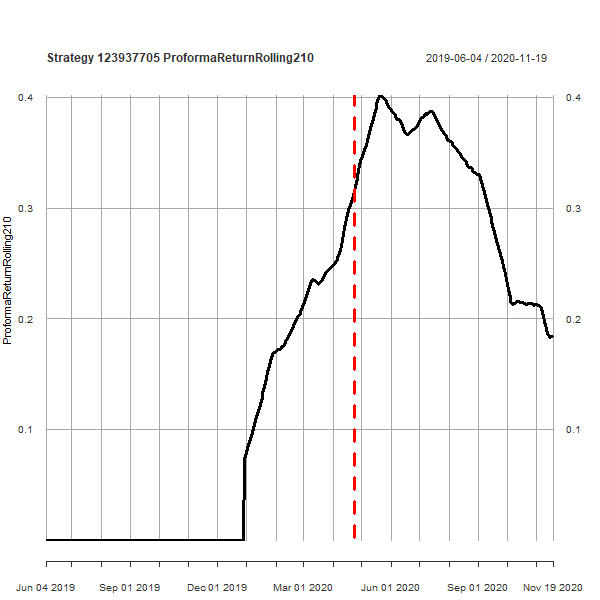 Strategy 123937705 ProformaReturnRolling210 2019-06-04 / 2020-11-19
0.4 0.4
0.3 0.3
0.2 0.2
0.1 0.1
ProformaReturnRolling210
Jun 04 2019 Sep 01 2019 Dec 01 2019 Mar 01 2020 Jun 01 2020 Sep 01 2020 Nov 19 2020